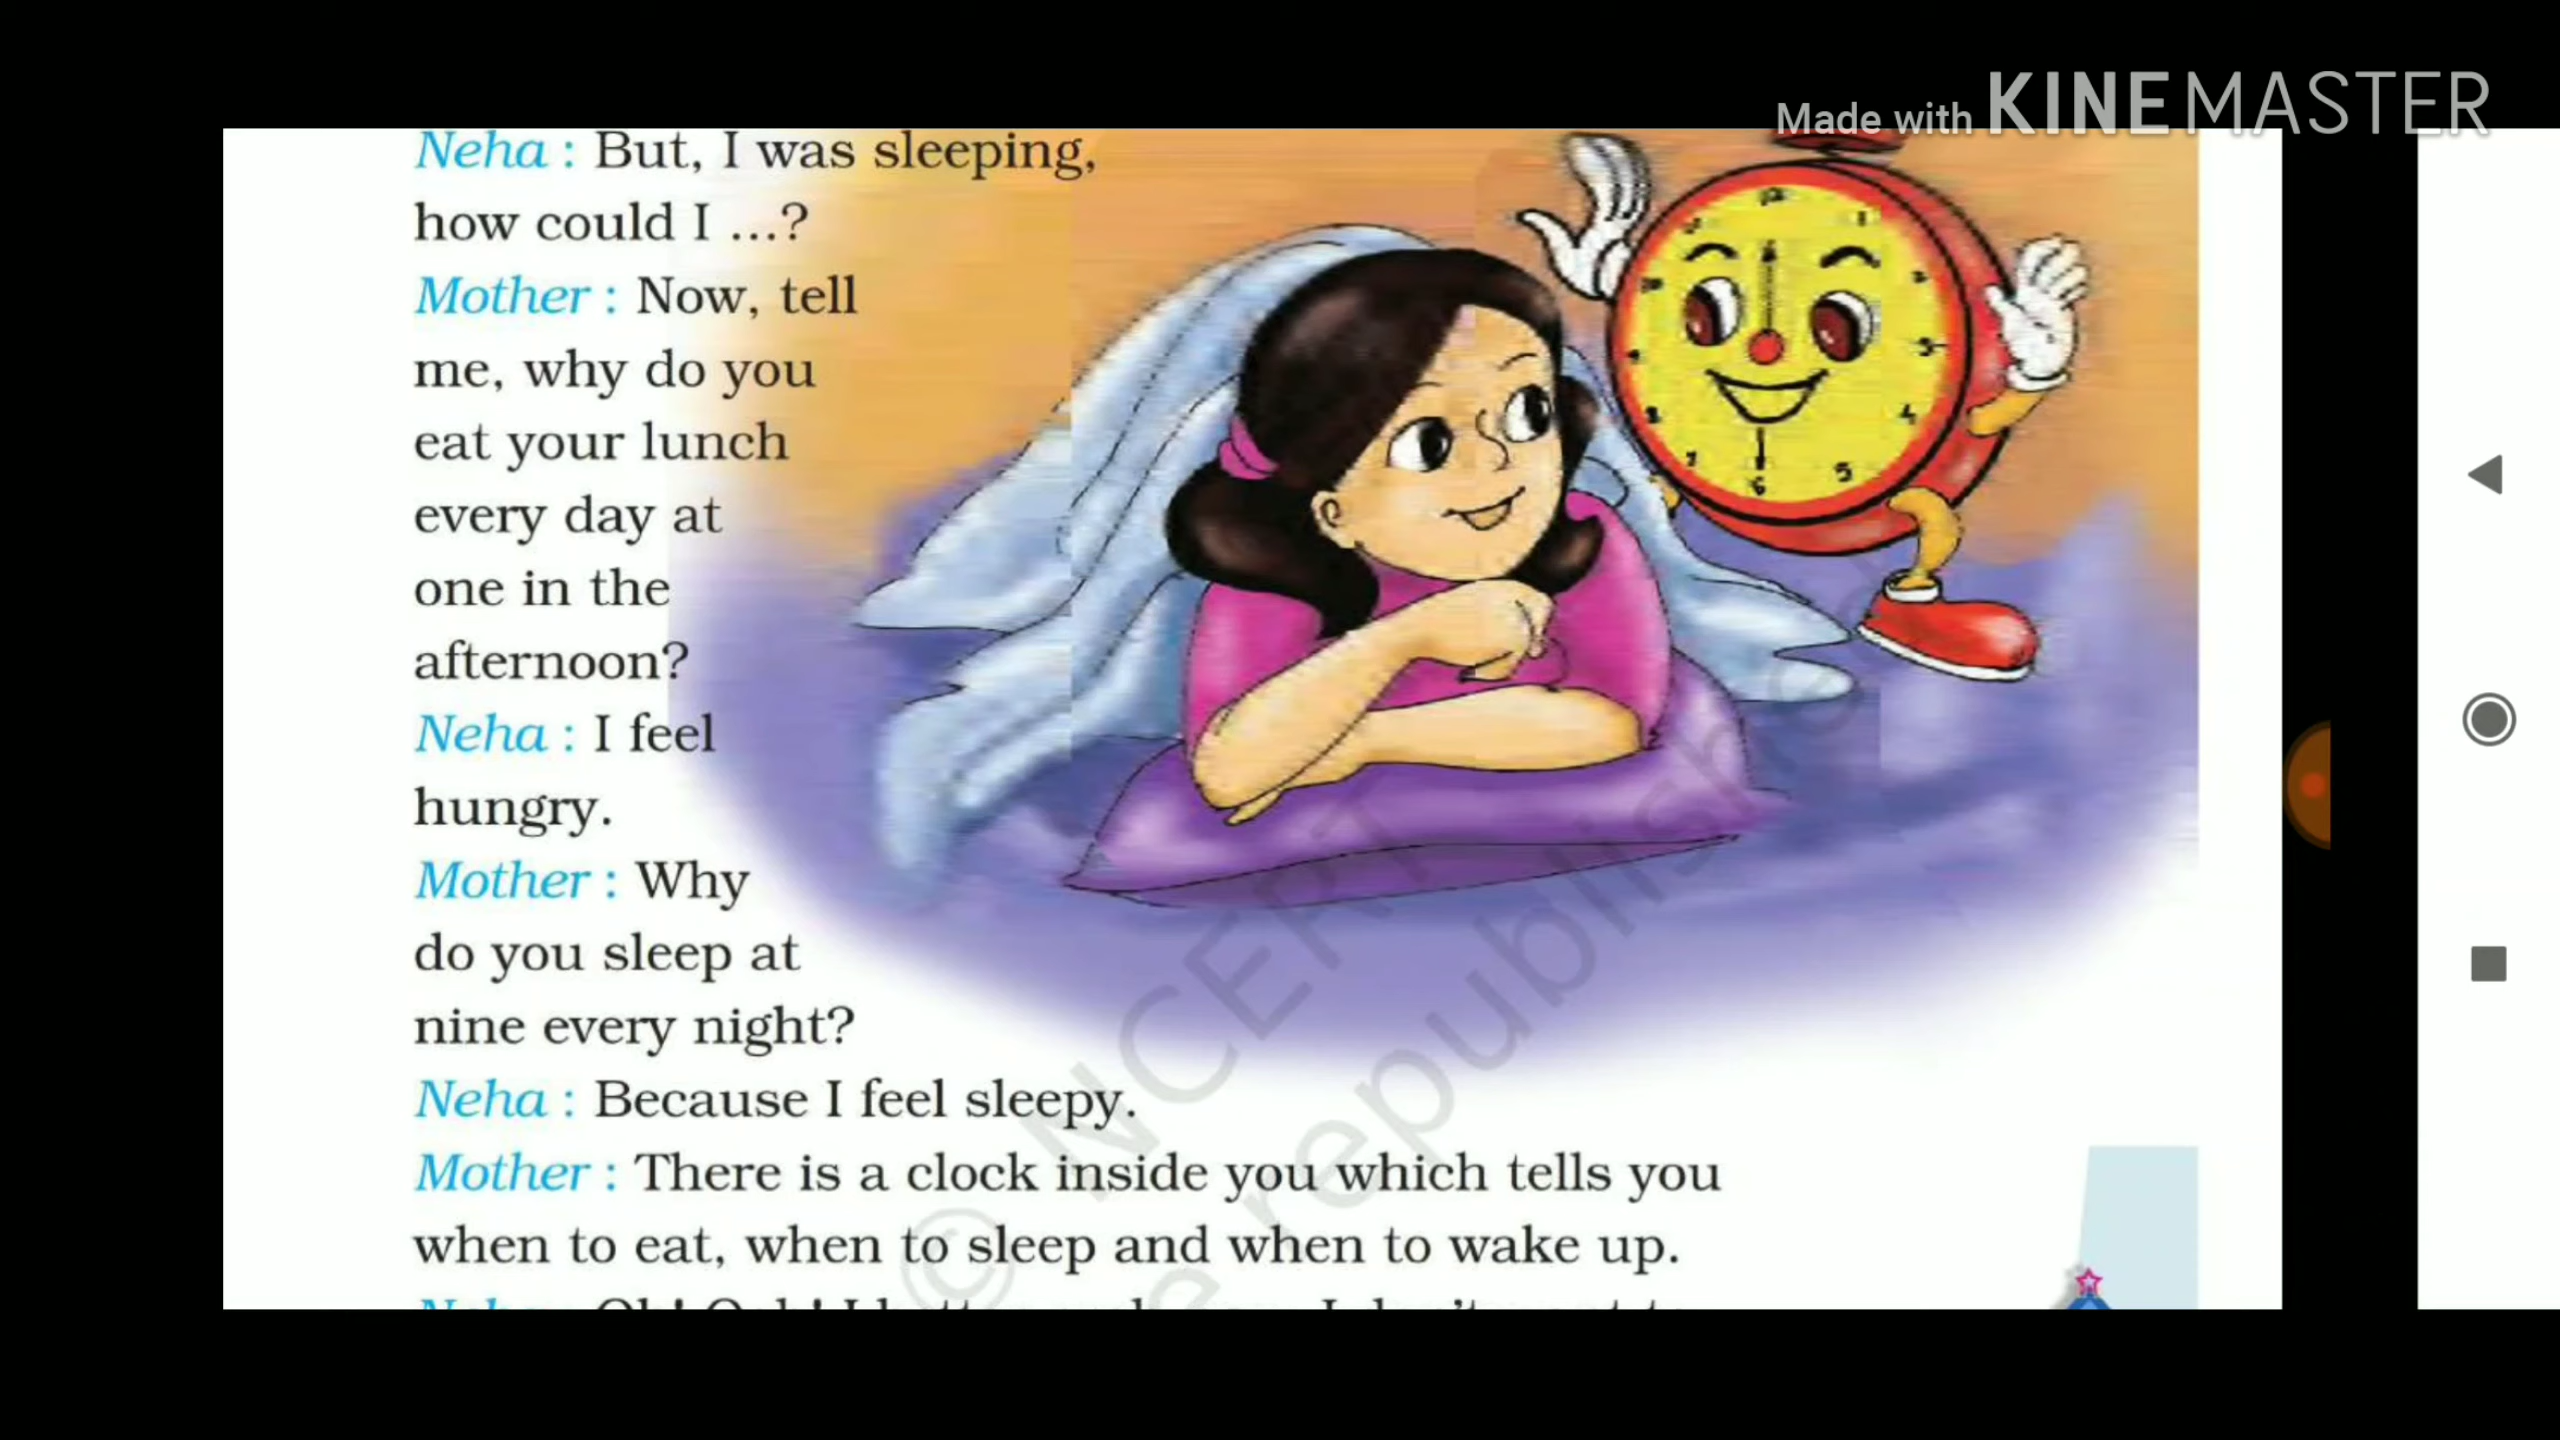 Made with KINEMASTER
Neha : But, I was sleeping,
how could I ...?
Mother : Now, tell
me, why do you
eat your lunch
every day at
one in the
afternoon?
Neha : I feel
hungry.
Mother : Why
do you sleep at
nine every night?
Neha : Because I feel sleepy.
Mother : There is a clock inside you which tells you
when to eat, when to sleep and when to wake up.
© NCERT
republished